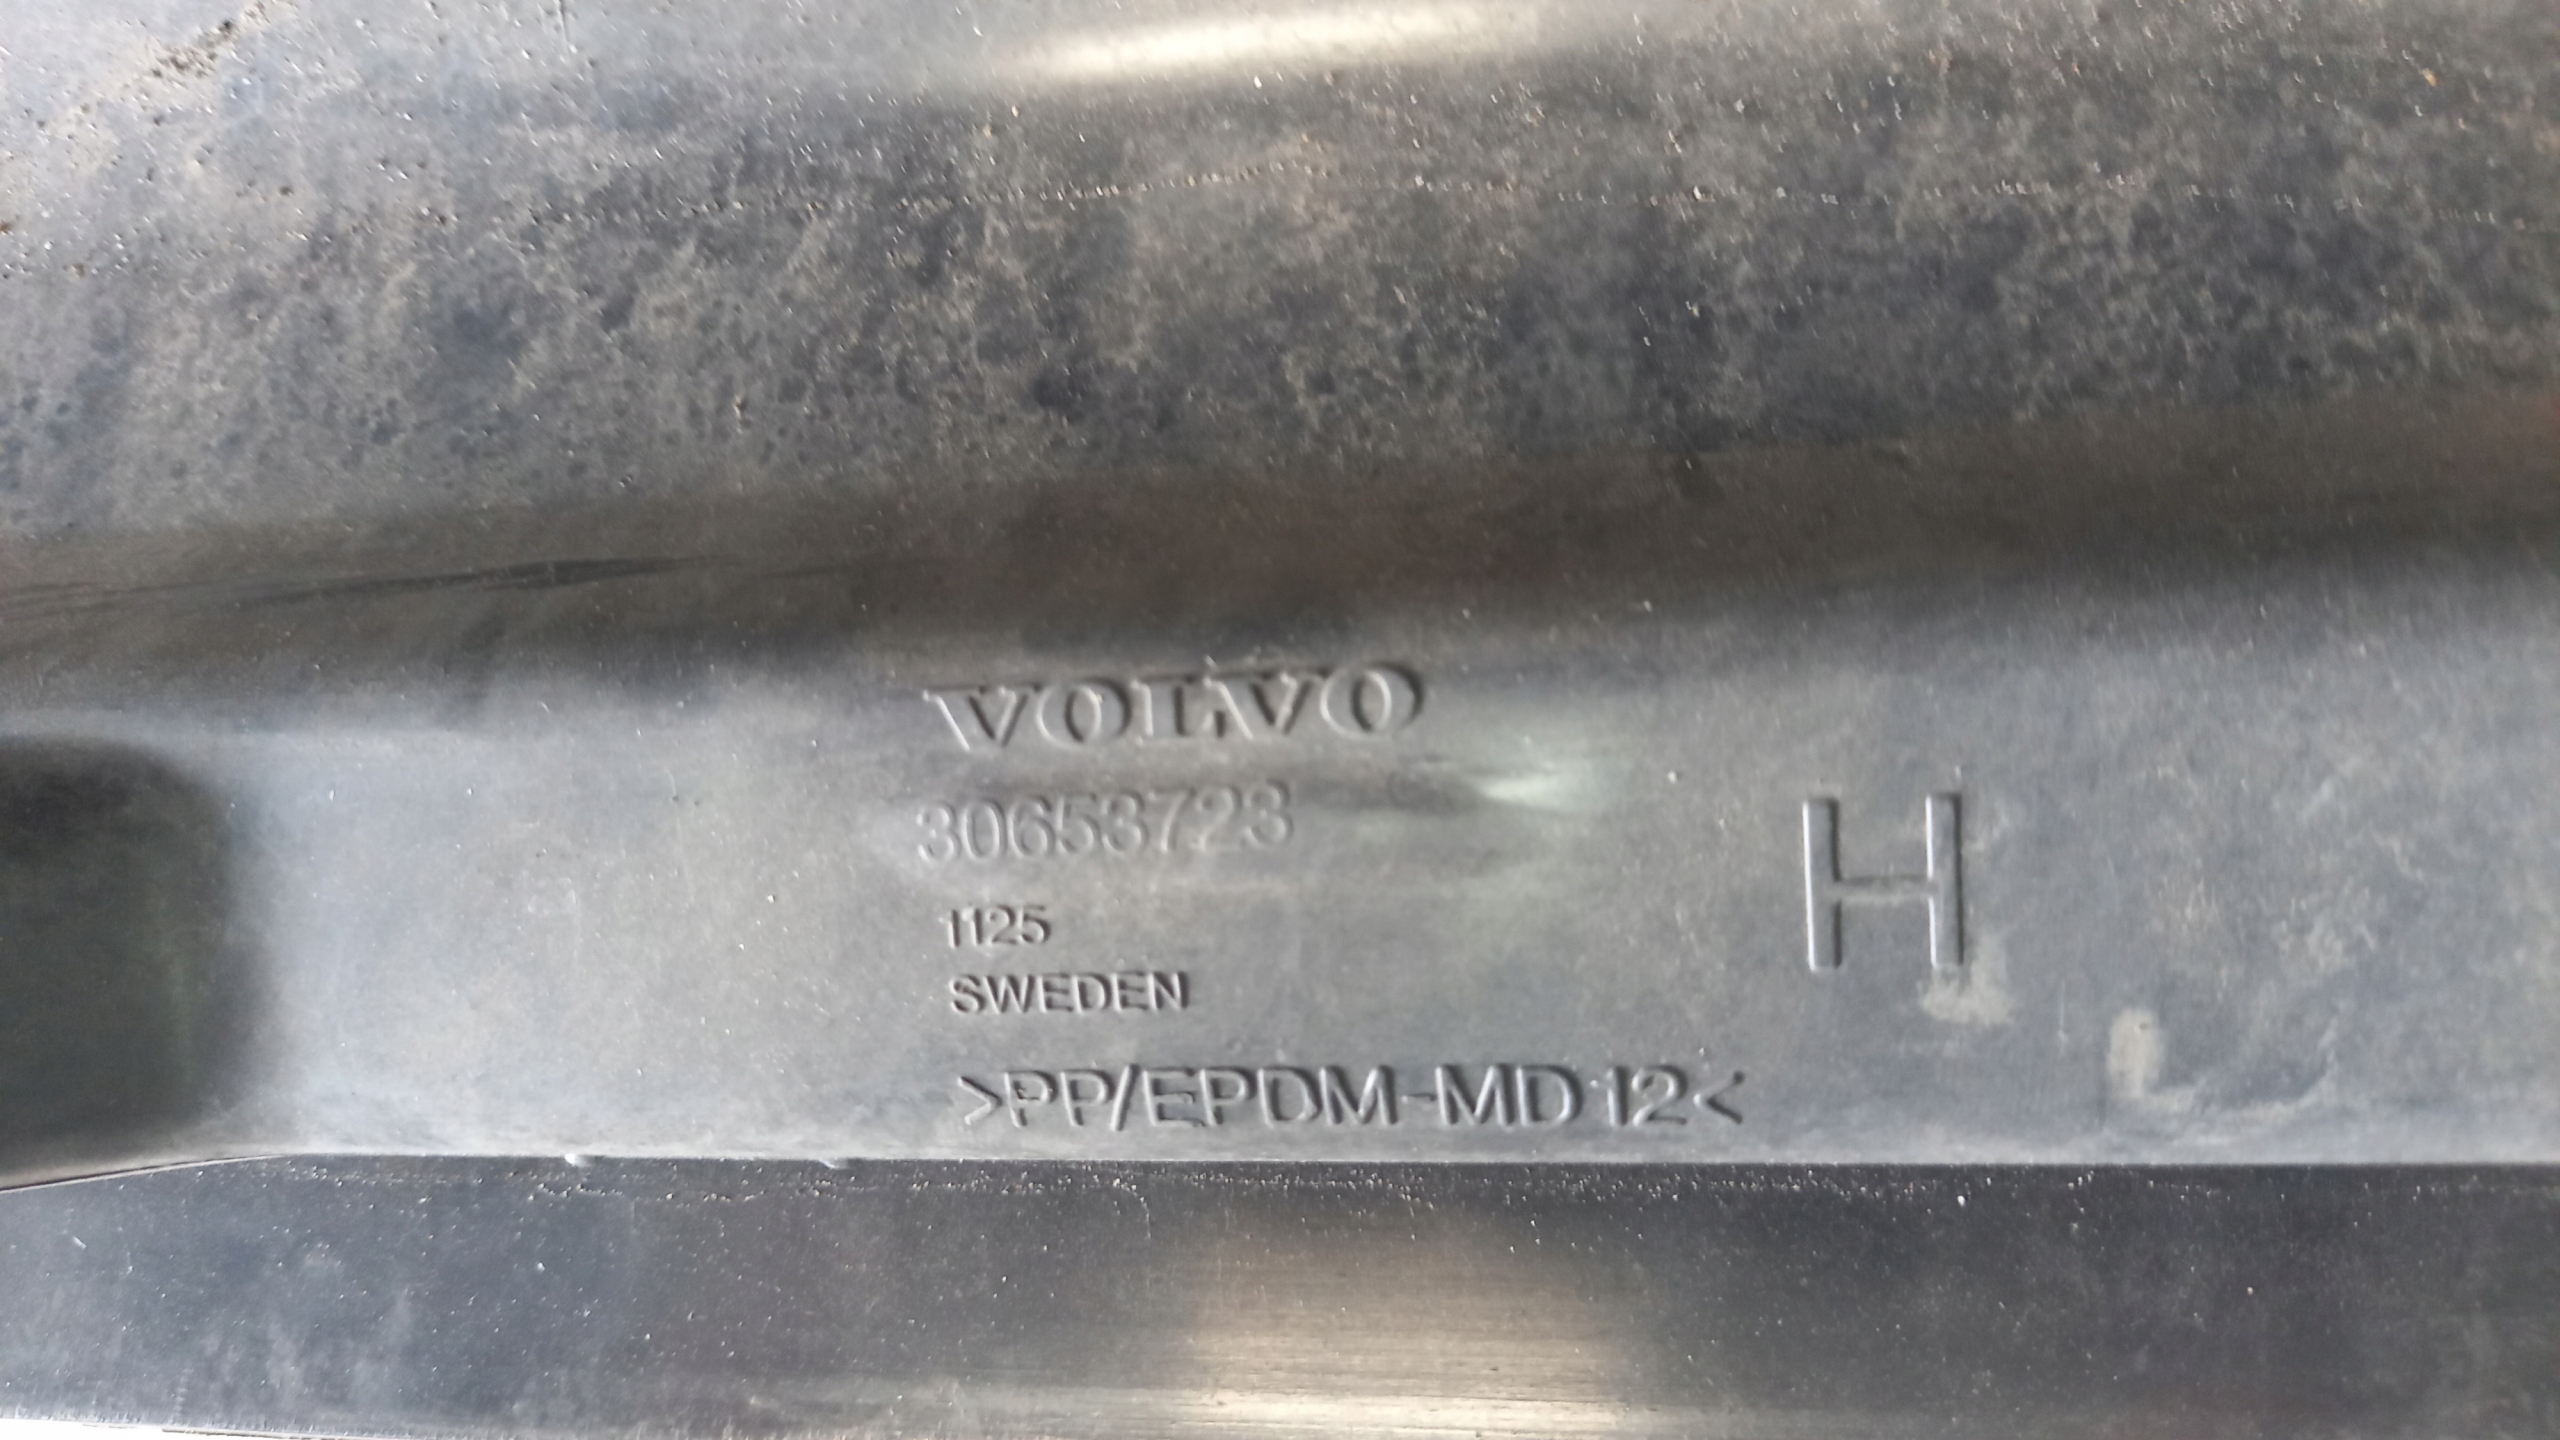 VOLVO
30653723
H
1125
SWEDEN
>PP/EPDM-MD12<